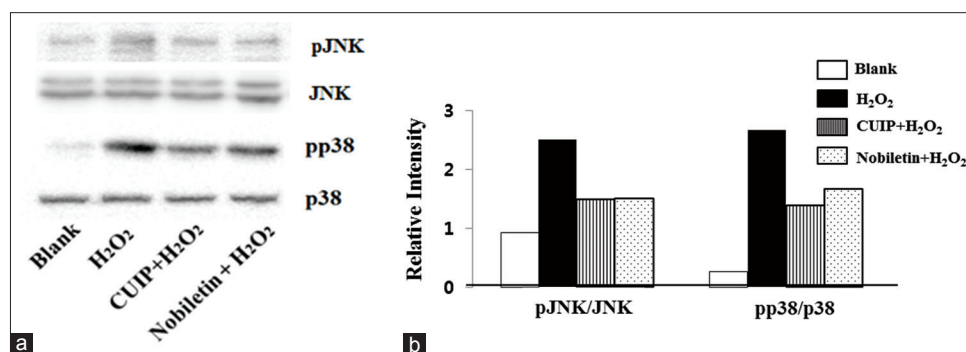 pJNK
JNK
pp38
p38
Blank
H₂O₂
CUIP+H₂O₂
Nobiletin + H₂O₂
a
Blank
H₂O₂
CUIP+H₂O₂
Nobiletin+H₂O₂
Relative Intensity
3
2
1
0
pJNK/JNK
pp38/p38
b